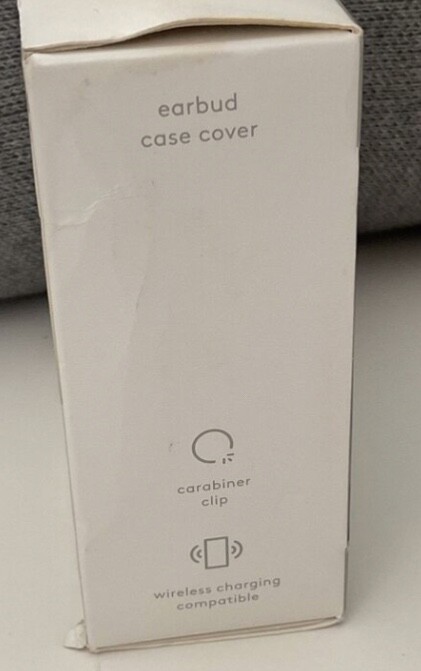 earbud
case cover
carabiner
clip
wireless charging
compatible